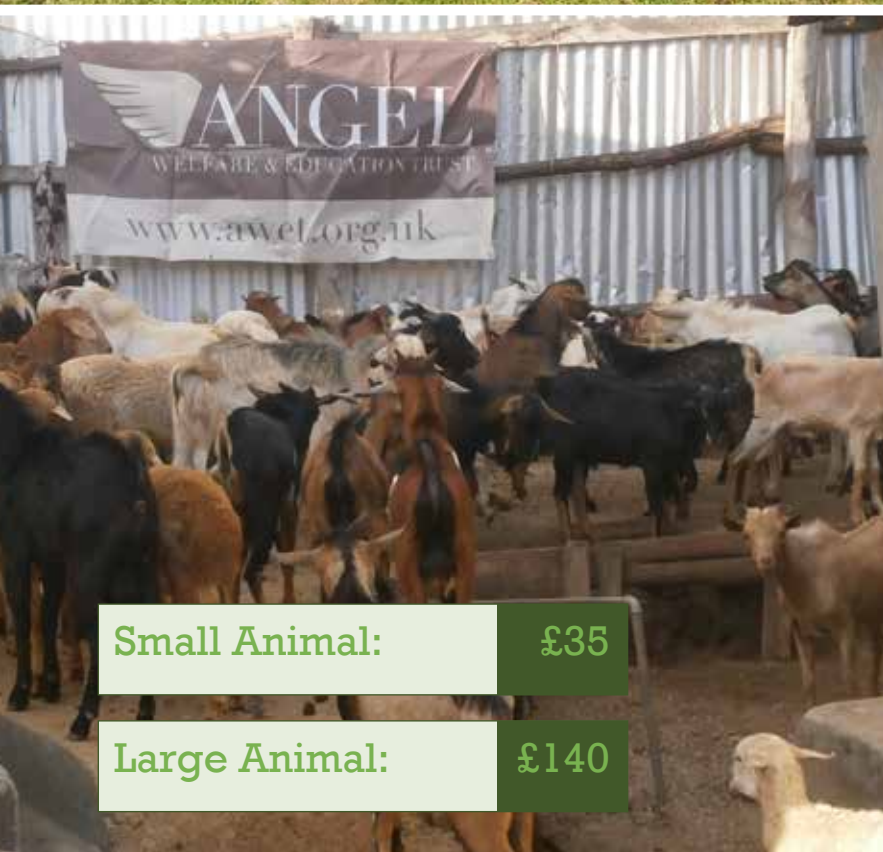 ANGEL
WELFARE & EDUCATION TRUST
www.awet.org.uk
Small Animal: £35
Large Animal: £140